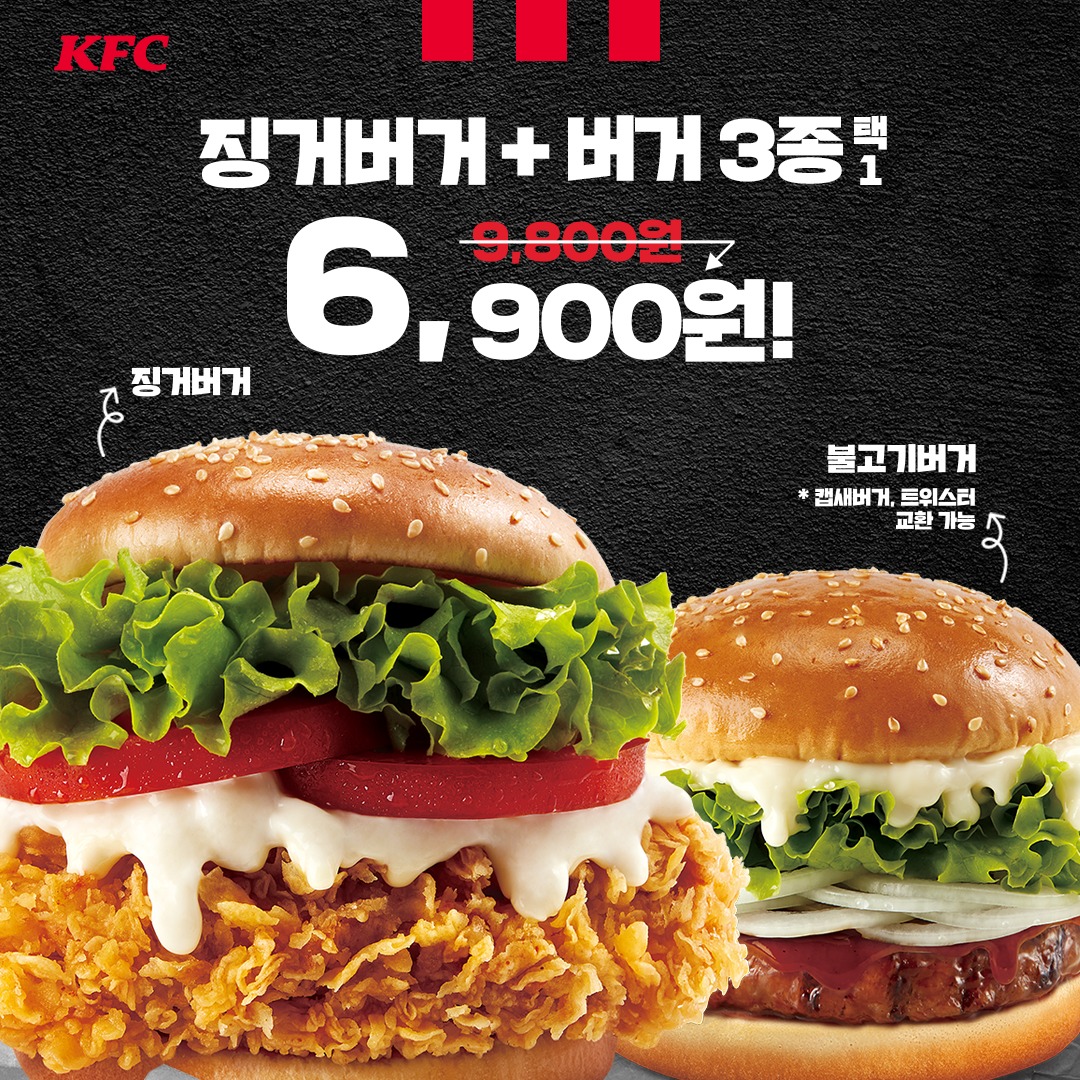 KFC
징거버거 + 버거 3종 택1
9,800원
6,900원!
징거버거
불고기버거
* 캡새버거, 트위스터
교환 가능